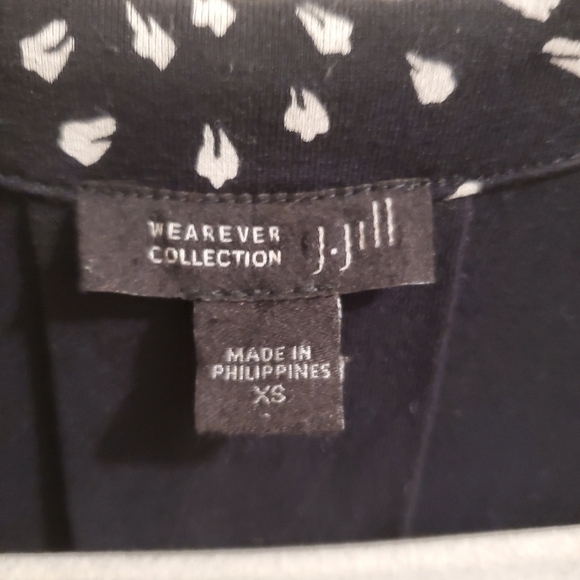 WEAREVER
COLLECTION
J.Jill
MADE IN
PHILIPPINES
XS